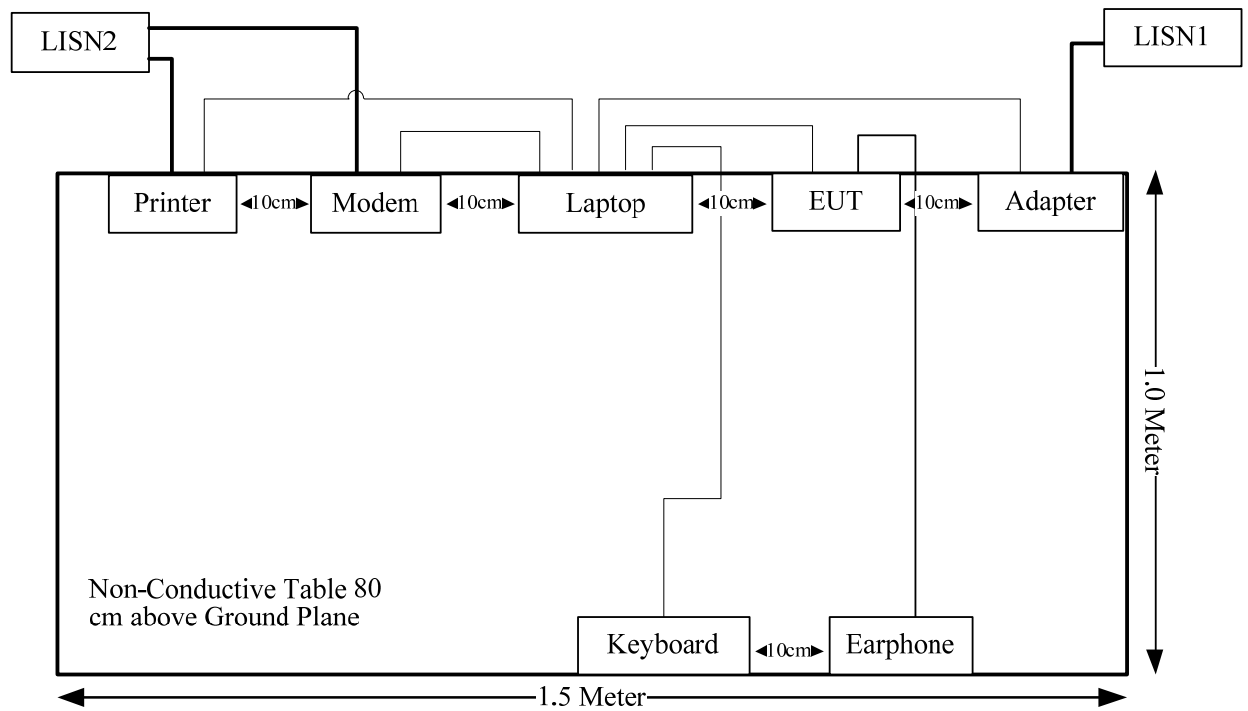 LISN2
LISN1
Printer
10cm
Modem
10cm
Laptop
10cm
EUT
10cm
Adapter
1.0 Meter
Non-Conductive Table 80
cm above Ground Plane
Keyboard
10cm
Earphone
1.5 Meter